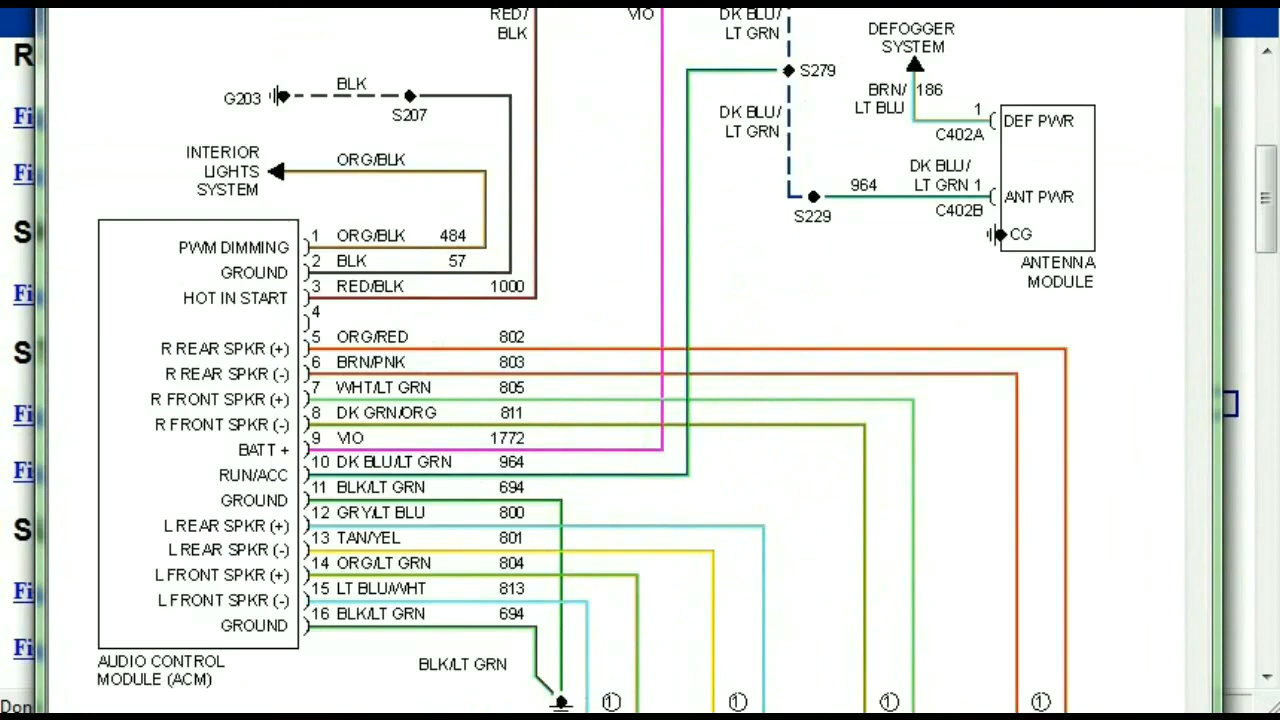 RED/
BLK
VIO
DK BLU/
LT GRN
DEFOGGER
SYSTEM
S279
BRN/
LT BLU
186
1
DEF PWR
C402A
G203
BLK
S207
DK BLU/
LT GRN
INTERIOR
LIGHTS
SYSTEM
ORG/BLK
964
DK BLU/
LT GRN 1
ANT PWR
C402B
S229
CG
ANTENNA
MODULE
PWM DIMMING
1 ORG/BLK 484
GROUND
2 BLK 57
HOT IN START
3 RED/BLK 1000
4
R REAR SPKR (+)
5 ORG/RED 802
R REAR SPKR (-)
6 BRN/PNK 803
R FRONT SPKR (+)
7 WHT/LT GRN 805
R FRONT SPKR (-)
8 DK GRN/ORG 811
BATT +
9 VIO 1772
RUN/ACC
10 DK BLU/LT GRN 964
GROUND
11 BLK/LT GRN 694
L REAR SPKR (+)
12 GRY/LT BLU 800
L REAR SPKR (-)
13 TAN/YEL 801
L FRONT SPKR (+)
14 ORG/LT GRN 804
L FRONT SPKR (-)
15 LT BLU/WHT 813
GROUND
16 BLK/LT GRN 694
AUDIO CONTROL
MODULE (ACM)
BLK/LT GRN
1
1
1
1
R
Fi
Fi
S
Fi
S
Fi
Fi
S
Fi
Fi
Don